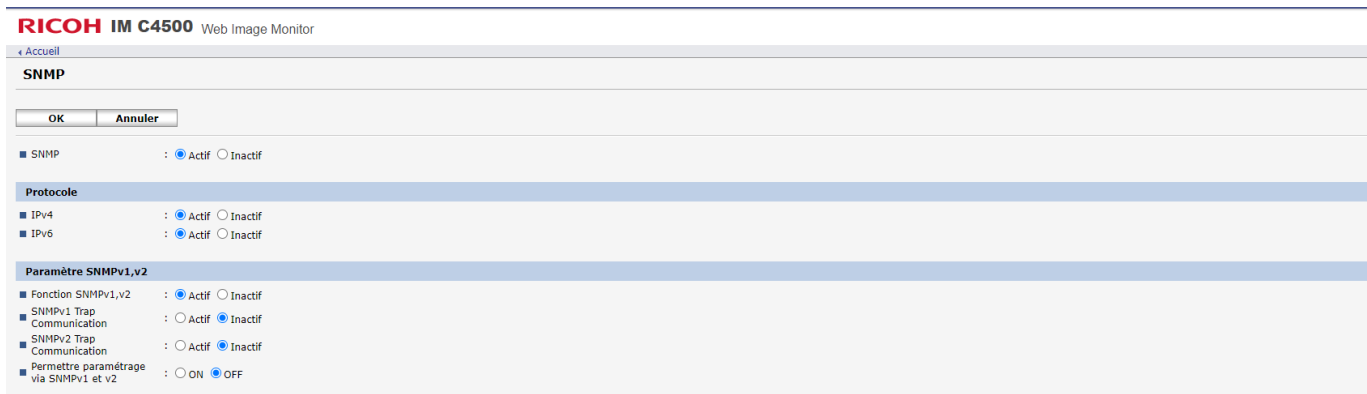 RICOH IM C4500 Web Image Monitor
Accueil
SNMP
OK Annuler
SNMP : Actif Inactif
Protocole
IPv4 : Actif Inactif
IPv6 : Actif Inactif
Paramètre SNMPv1,v2
Fonction SNMPv1,v2 : Actif Inactif
SNMPv1 Trap
Communication : Actif Inactif
SNMPv2 Trap
Communication : Actif Inactif
Permettre paramétrage
via SNMPv1 et v2 : ON OFF